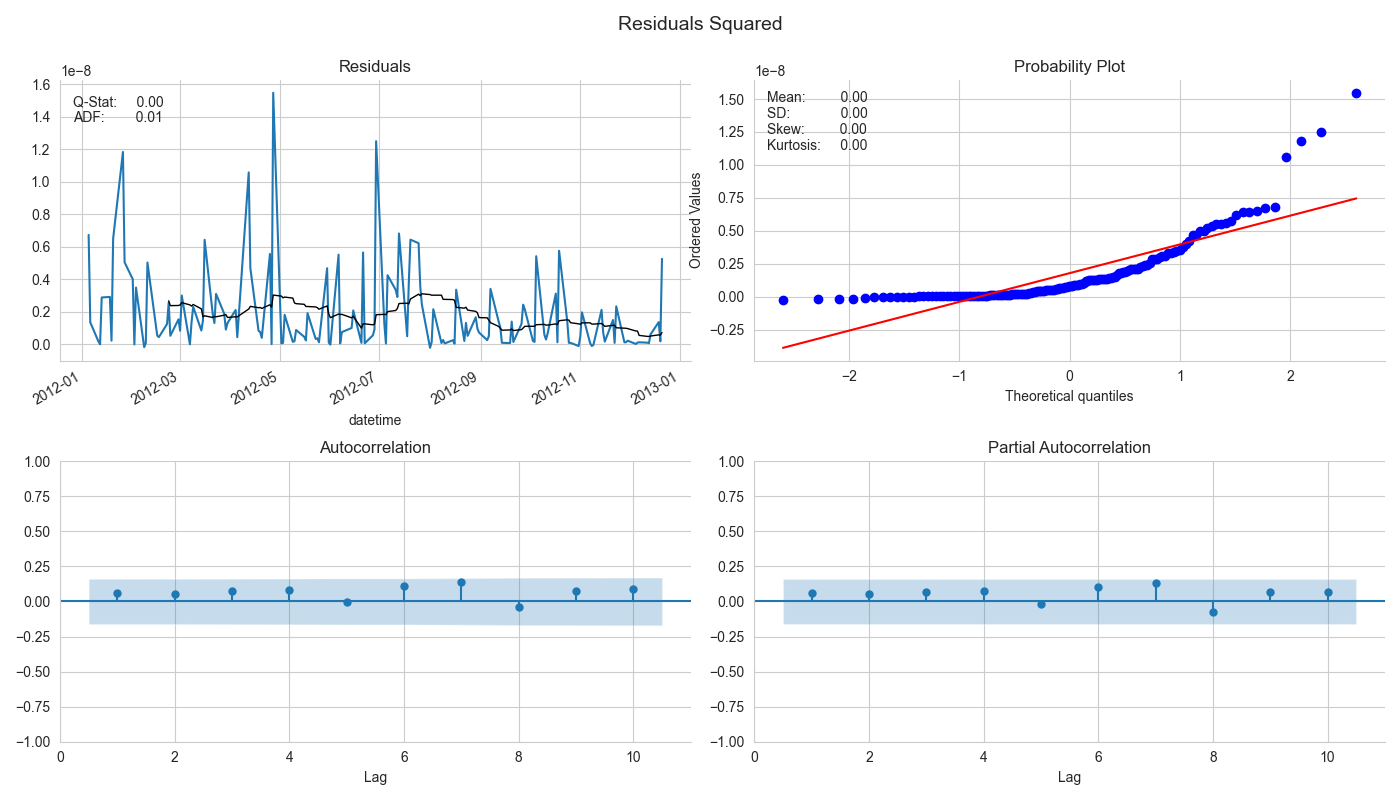 Residuals Squared
Residuals
1e−8
Q-Stat: 0.00
ADF: 0.01
1.6
1.4
1.2
1.0
0.8
0.6
0.4
0.2
0.0
2012-01
2012-03
2012-05
2012-07
2012-09
2012-11
2013-01
datetime
Probability Plot
1e−8
Mean: 0.00
SD: 0.00
Skew: 0.00
Kurtosis: 0.00
Ordered Values
1.50
1.25
1.00
0.75
0.50
0.25
0.00
−0.25
−2 −1 0 1 2
Theoretical quantiles
Autocorrelation
1.00
0.75
0.50
0.25
0.00
−0.25
−0.50
−0.75
−1.00
0 2 4 6 8 10
Lag
Partial Autocorrelation
1.00
0.75
0.50
0.25
0.00
−0.25
−0.50
−0.75
−1.00
0 2 4 6 8 10
Lag